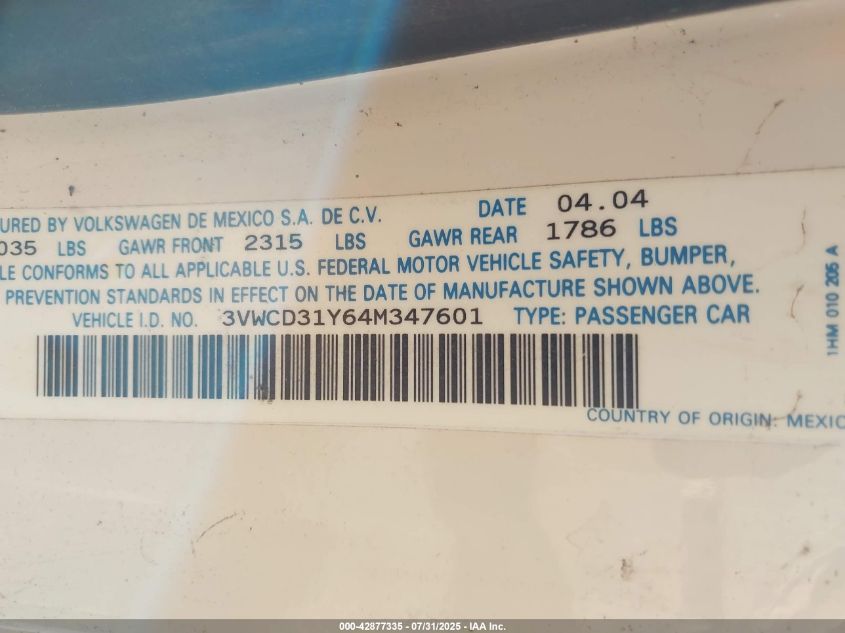 URED BY VOLKSWAGEN DE MEXICO S.A. DE C.V. DATE 04.04
035 LBS GAWR FRONT 2315 LBS GAWR REAR 1786 LBS
LE CONFORMS TO ALL APPLICABLE U.S. FEDERAL MOTOR VEHICLE SAFETY, BUMPER,
PREVENTION STANDARDS IN EFFECT ON THE DATE OF MANUFACTURE SHOWN ABOVE.
VEHICLE I.D. NO. 3VWCD31Y64M347601 TYPE: PASSENGER CAR
COUNTRY OF ORIGIN: MEXIC
1HM 010 205 A
000-42877335 - 07/31/2025 - IAA Inc.